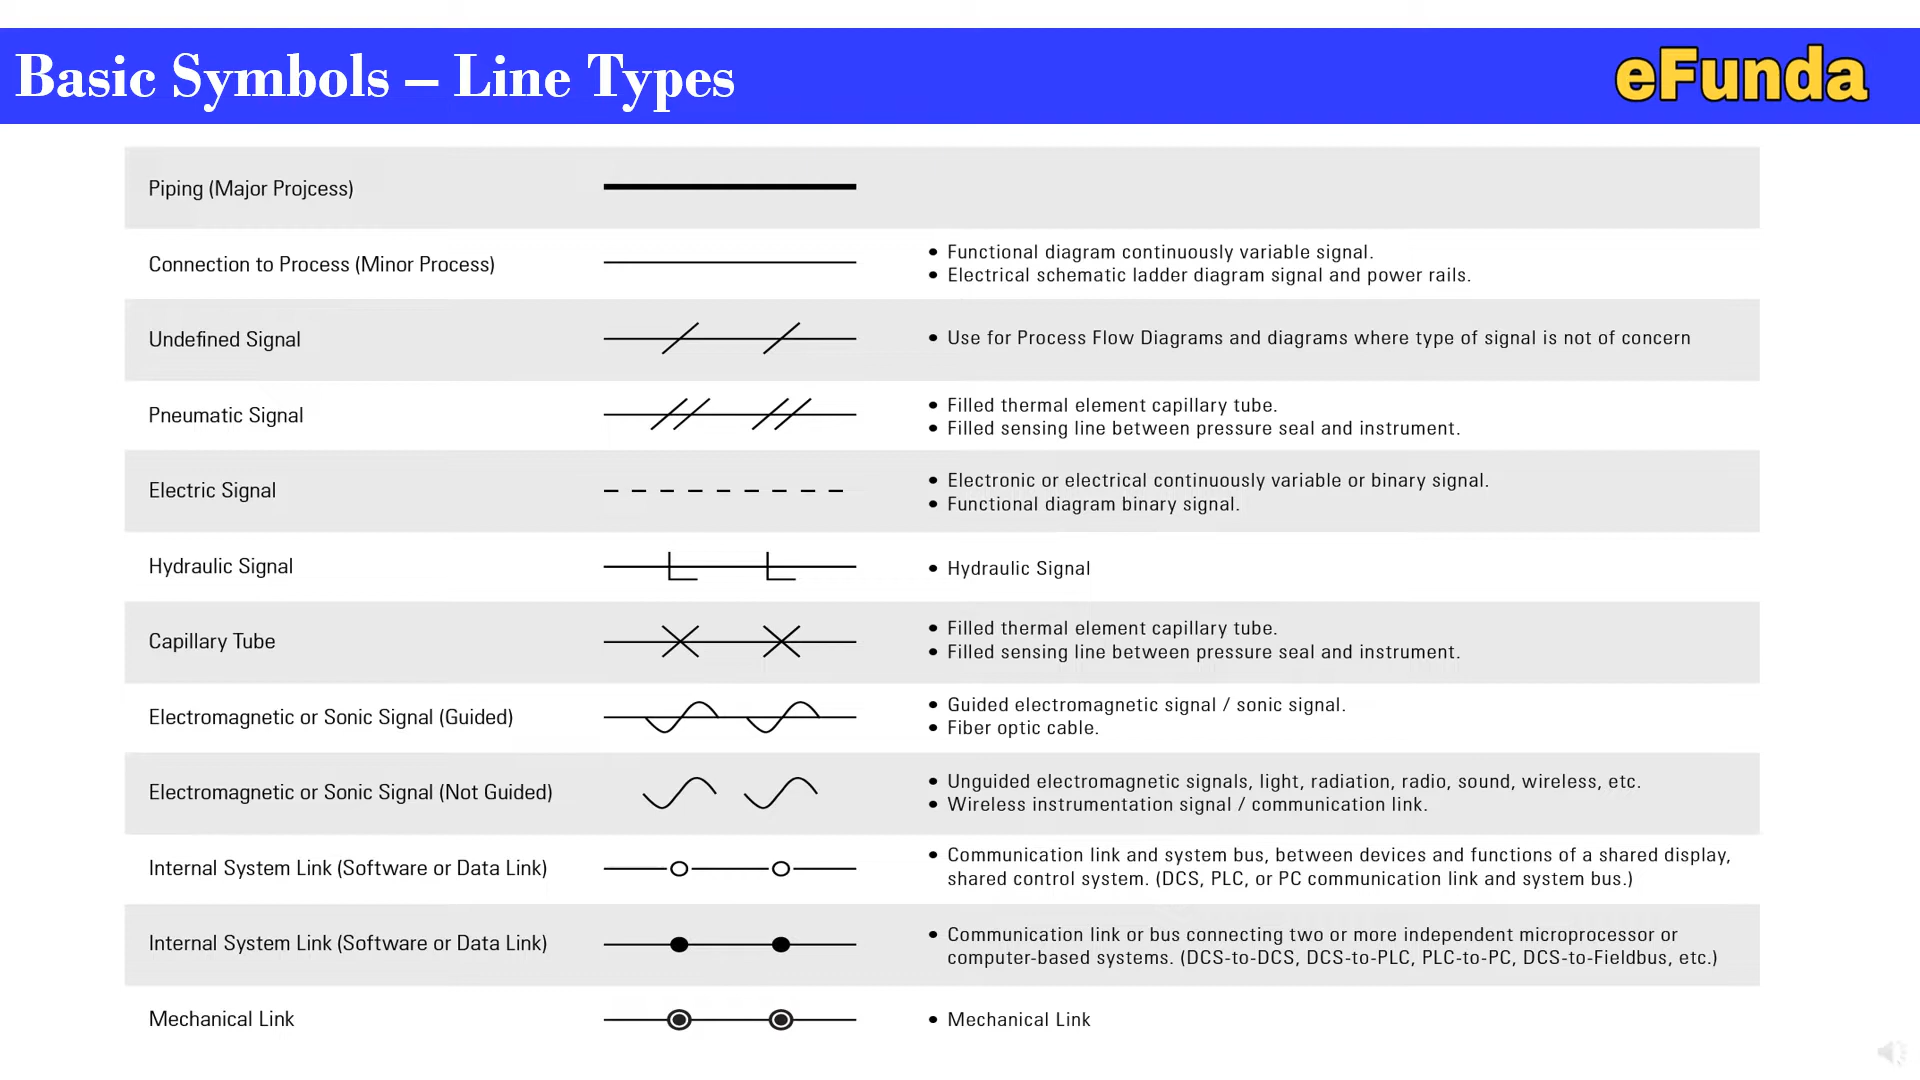 Basic Symbols – Line Types
eFunda
Piping (Major Projcess)
Connection to Process (Minor Process)
• Functional diagram continuously variable signal.
• Electrical schematic ladder diagram signal and power rails.
Undefined Signal
• Use for Process Flow Diagrams and diagrams where type of signal is not of concern
Pneumatic Signal
• Filled thermal element capillary tube.
• Filled sensing line between pressure seal and instrument.
Electric Signal
• Electronic or electrical continuously variable or binary signal.
• Functional diagram binary signal.
Hydraulic Signal
• Hydraulic Signal
Capillary Tube
• Filled thermal element capillary tube.
• Filled sensing line between pressure seal and instrument.
Electromagnetic or Sonic Signal (Guided)
• Guided electromagnetic signal / sonic signal.
• Fiber optic cable.
Electromagnetic or Sonic Signal (Not Guided)
• Unguided electromagnetic signals, light, radiation, radio, sound, wireless, etc.
• Wireless instrumentation signal / communication link.
Internal System Link (Software or Data Link)
• Communication link and system bus, between devices and functions of a shared display,
shared control system. (DCS, PLC, or PC communication link and system bus.)
Internal System Link (Software or Data Link)
• Communication link or bus connecting two or more independent microprocessor or
computer-based systems. (DCS-to-DCS, DCS-to-PLC, PLC-to-PC, DCS-to-Fieldbus, etc.)
Mechanical Link
• Mechanical Link